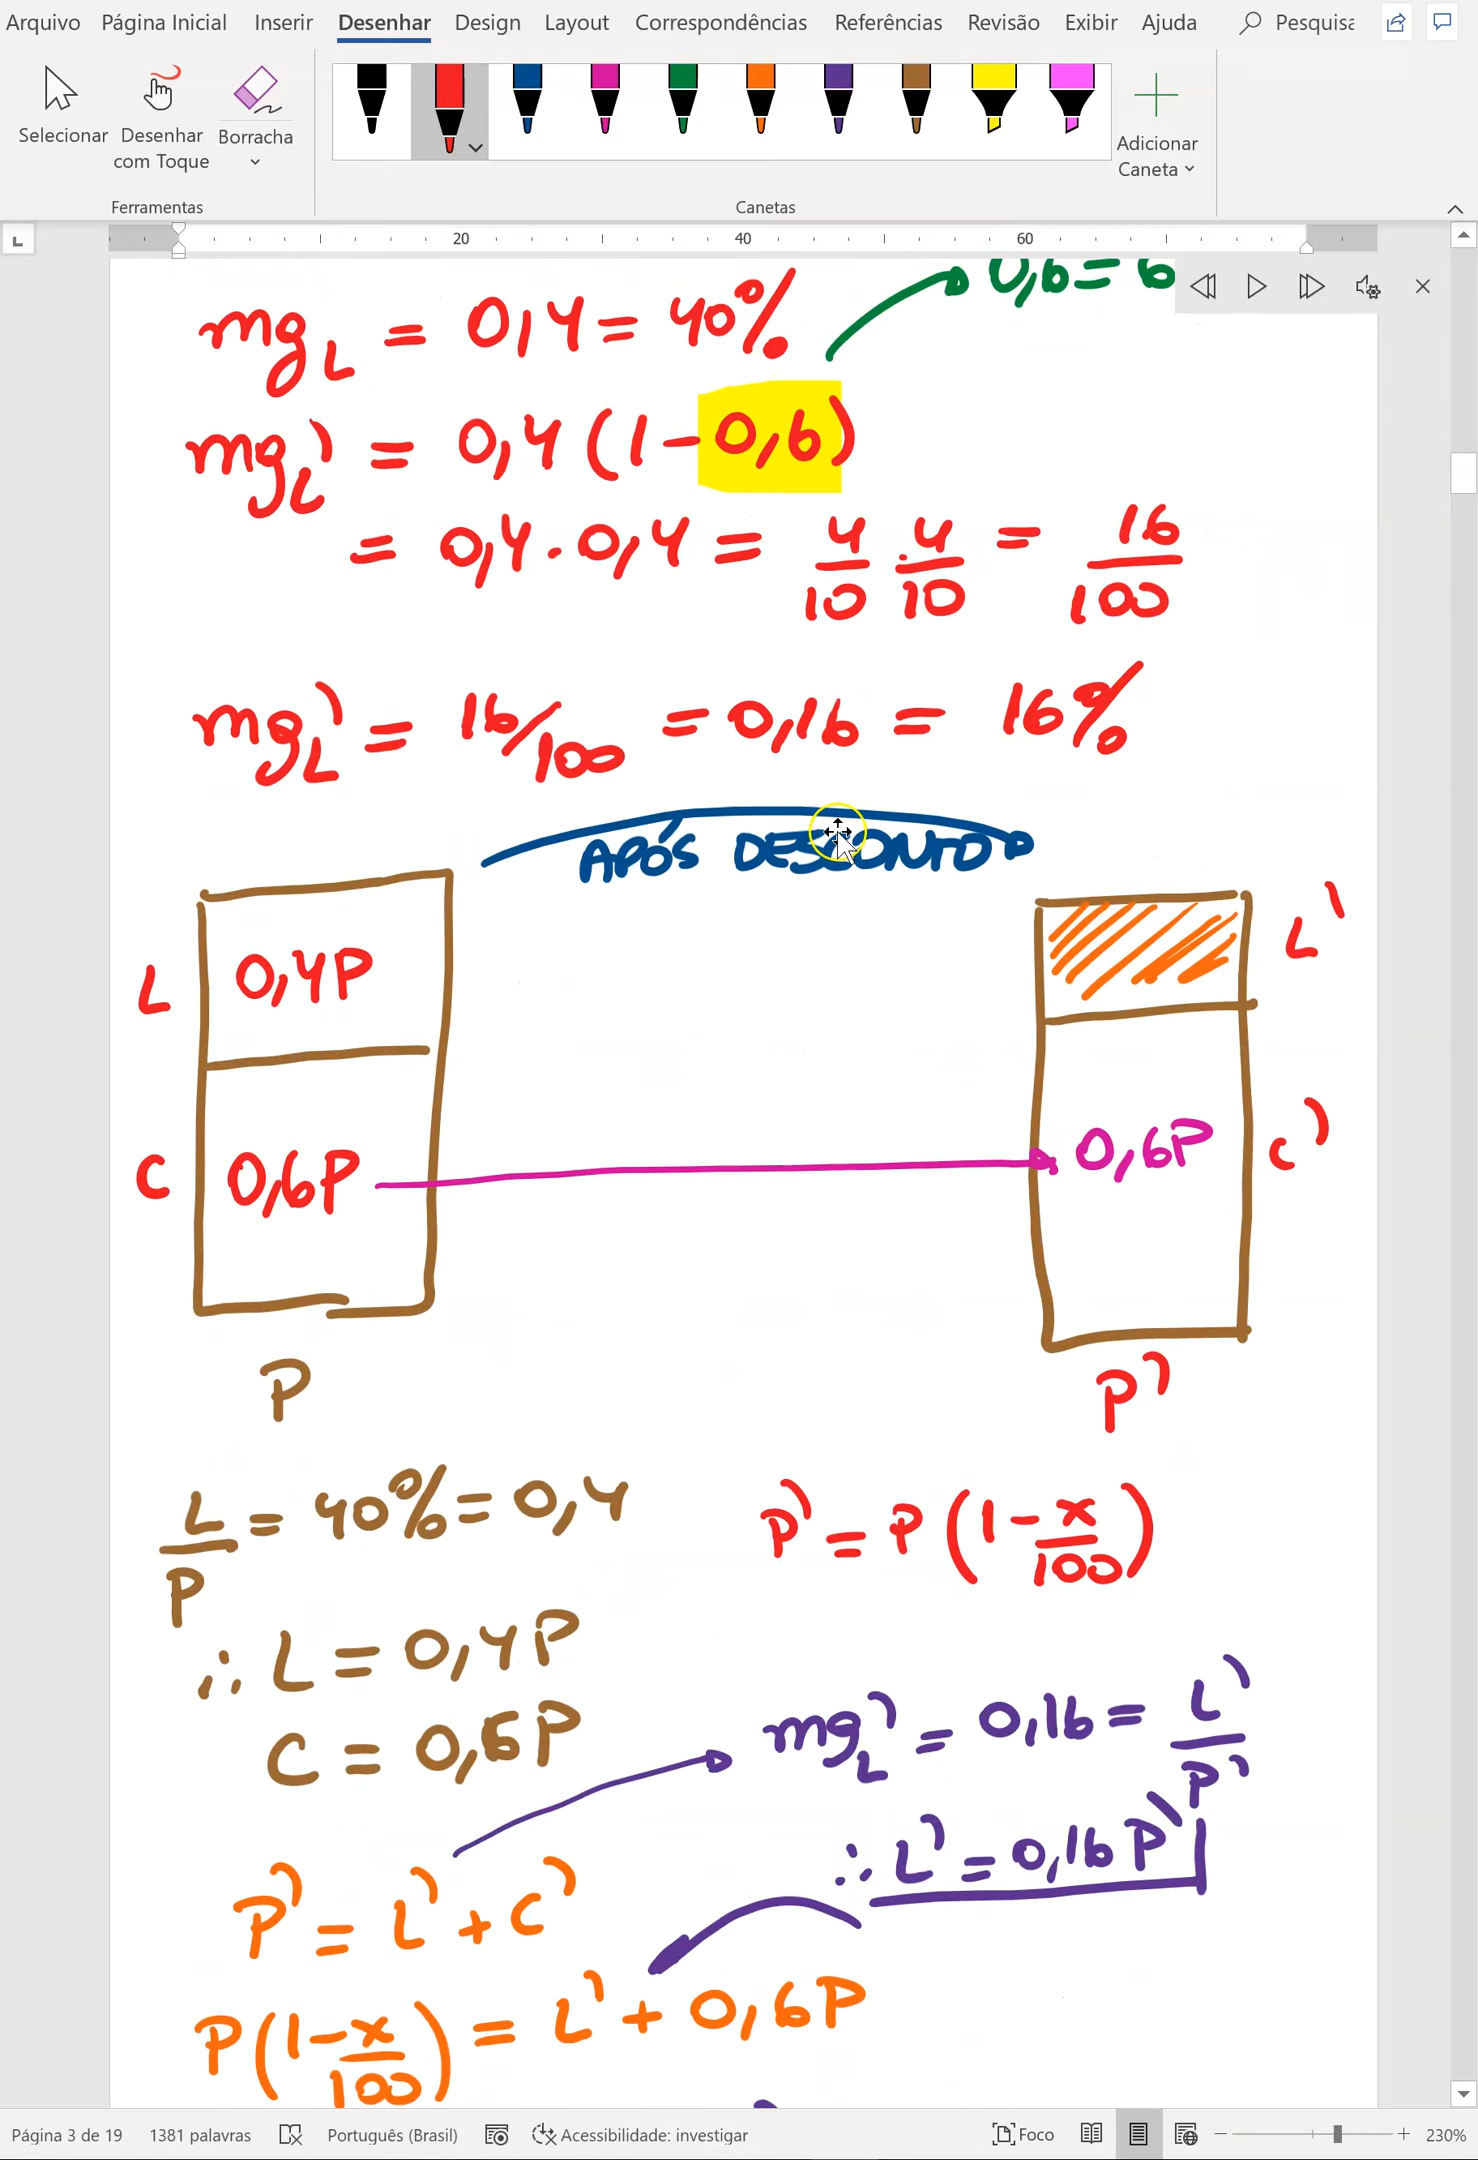 Arquivo Página Inicial Inserir Desenhar Design Layout Correspondências Referências Revisão Exibir Ajuda Pesquisa
Selecionar
Desenhar com Toque
Borracha
Adicionar Caneta
Ferramentas
Canetas
20 40 60
0,6 = 6
mg_L = 0,4 = 40%
mg_L' = 0,4 (1 - 0,6)
= 0,4 . 0,4 = 4/10 . 4/10 = 16/100
mg_L' = 16/100 = 0,16 = 16%
APÓS DESCONTO
L 0,4P
L'
C 0,6P
0,6P C'
P
P'
L/P = 40% = 0,4
P' = P (1 - x/100)
∴ L = 0,4P
C = 0,6P
mg_L' = 0,16 = L'/P'
∴ L' = 0,16 P'
P' = L' + C'
P (1 - x/100) = L' + 0,6P
Página 3 de 19 1381 palavras Português (Brasil) Acessibilidade: investigar Foco 230%